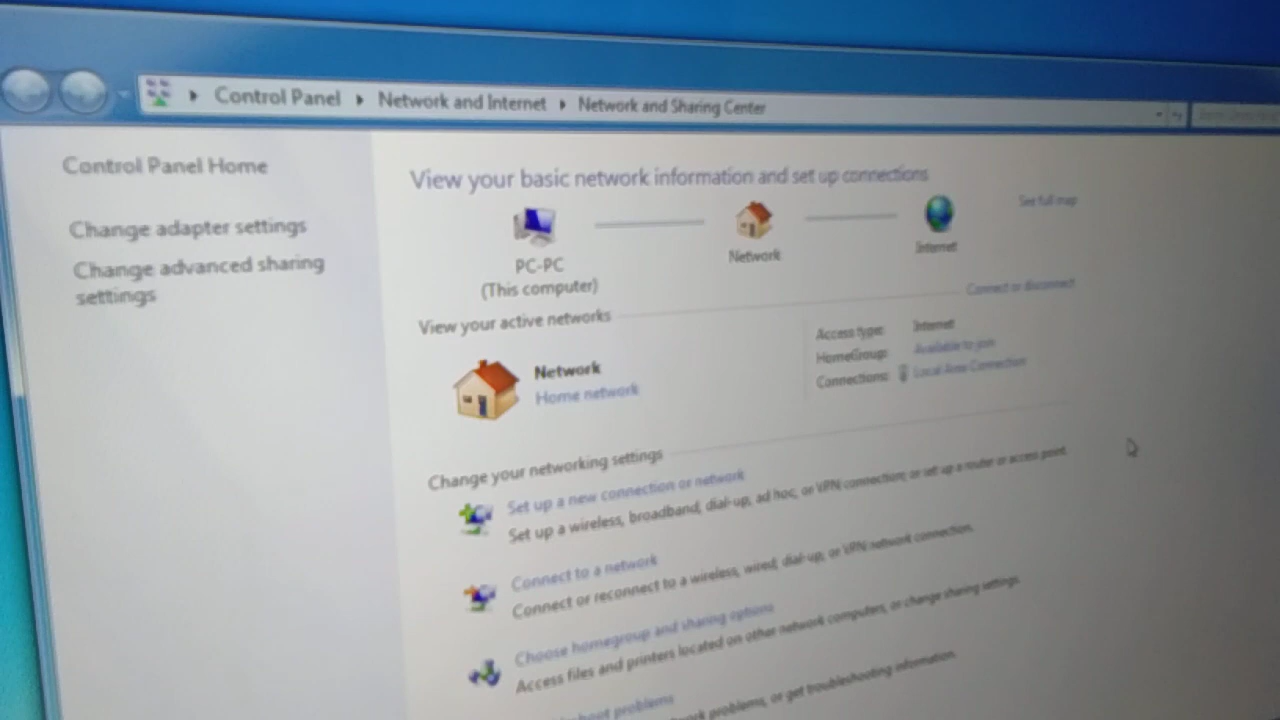 Control Panel Network and Internet Network and Sharing Center
Control Panel Home
Change adapter settings
Change advanced sharing
settings
View your basic network information and set up connections
See full map
PC-PC
(This computer)
Network
Internet
Connect or disconnect
View your active networks
Network
Home network
Access type: Internet
HomeGroup: Available to join
Connections: Local Area Connection
Change your networking settings
Set up a new connection or network
Set up a wireless, broadband, dial-up, ad hoc, or VPN connection; or set up a router or access point.
Connect to a network
Connect or reconnect to a wireless, wired, dial-up, or VPN network connection.
Choose homegroup and sharing options
Access files and printers located on other network computers, or change sharing settings.
problems
problems, or get troubleshooting information.